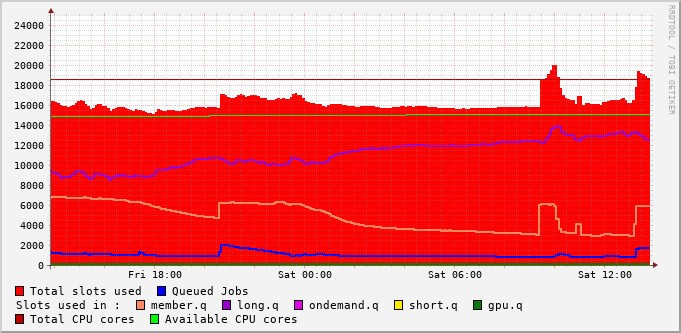 RRDTOOL / TOBI OETIKER
24000
22000
20000
18000
16000
14000
12000
10000
8000
6000
4000
2000
0
Fri 18:00 Sat 00:00 Sat 06:00 Sat 12:00
Total slots used Queued Jobs
Slots used in : member.q long.q ondemand.q short.q gpu.q
Total CPU cores Available CPU cores